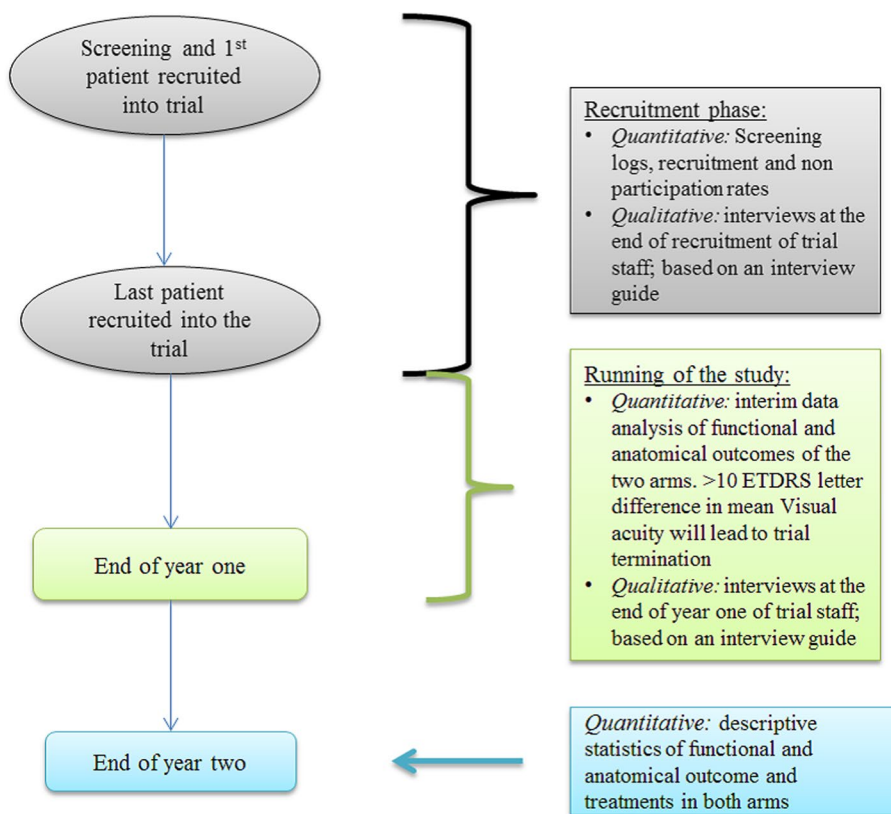 Screening and 1st
patient recruited
into trial
Last patient
recruited into the
trial
End of year one
End of year two
Recruitment phase:
• Quantitative: Screening
logs, recruitment and non
participation rates
• Qualitative: interviews at the
end of recruitment of trial
staff; based on an interview
guide
Running of the study:
• Quantitative: interim data
analysis of functional and
anatomical outcomes of the
two arms. >10 ETDRS letter
difference in mean Visual
acuity will lead to trial
termination
• Qualitative: interviews at the
end of year one of trial staff;
based on an interview guide
Quantitative: descriptive
statistics of functional and
anatomical outcome and
treatments in both arms